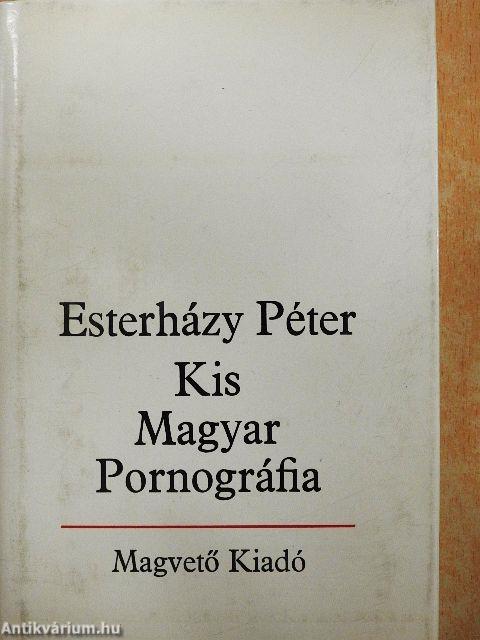 Esterházy Péter
Kis
Magyar
Pornográfia
Magvető Kiadó
Antikvárium.hu